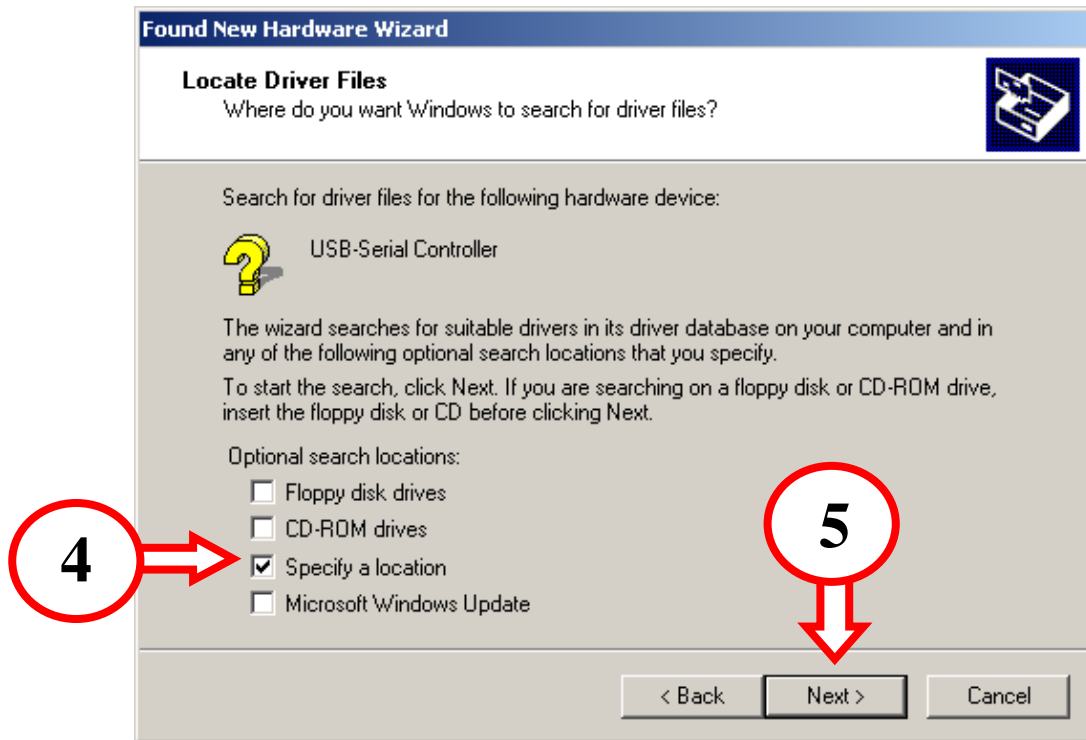 Found New Hardware Wizard
Locate Driver Files
Where do you want Windows to search for driver files?
Search for driver files for the following hardware device:
USB-Serial Controller
The wizard searches for suitable drivers in its driver database on your computer and in
any of the following optional search locations that you specify.
To start the search, click Next. If you are searching on a floppy disk or CD-ROM drive,
insert the floppy disk or CD before clicking Next.
Optional search locations:
Floppy disk drives
CD-ROM drives
4
Specify a location
5
Microsoft Windows Update
< Back
Next >
Cancel